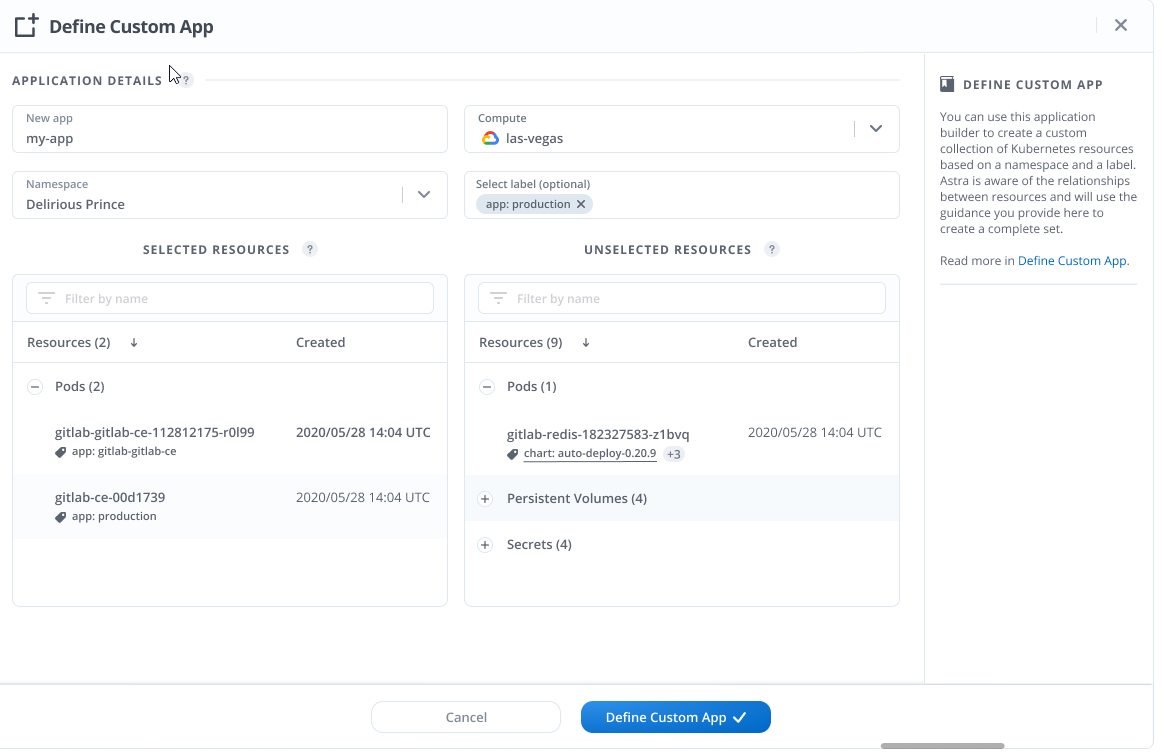 Define Custom App
APPLICATION DETAILS ?
New app
my-app
Compute
las-vegas
Namespace
Delirious Prince
Select label (optional)
app: production
SELECTED RESOURCES ?
Filter by name
Resources (2) Created
Pods (2)
gitlab-gitlab-ce-112812175-r0l99 2020/05/28 14:04 UTC
app: gitlab-gitlab-ce
gitlab-ce-00d1739 2020/05/28 14:04 UTC
app: production
UNSELECTED RESOURCES ?
Filter by name
Resources (9) Created
Pods (1)
gitlab-redis-182327583-z1bvq 2020/05/28 14:04 UTC
chart: auto-deploy-0.20.9 +3
Persistent Volumes (4)
Secrets (4)
DEFINE CUSTOM APP
You can use this application
builder to create a custom
collection of Kubernetes resources
based on a namespace and a label.
Astra is aware of the relationships
between resources and will use the
guidance you provide here to
create a complete set.
Read more in Define Custom App.
Cancel
Define Custom App